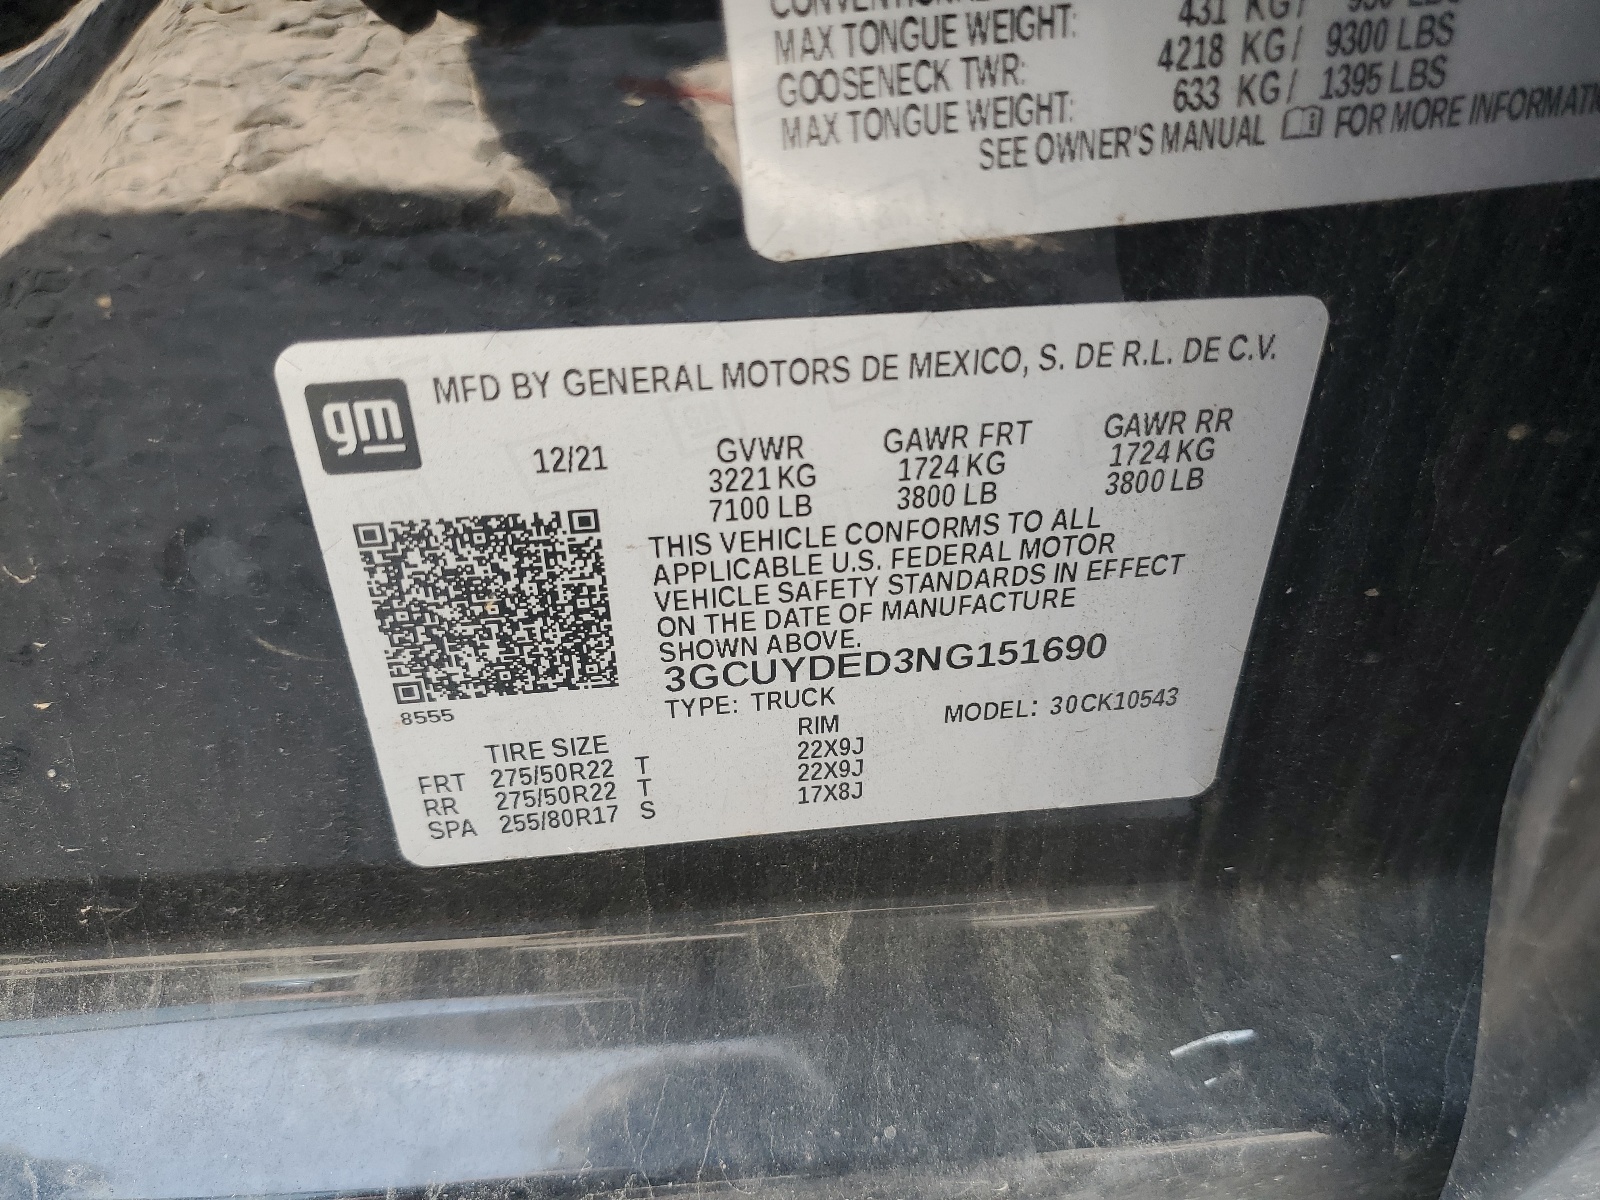 CONVENTIONAL
431 KG/ 950 LBS
MAX TONGUE WEIGHT:
4218 KG/ 9300 LBS
GOOSENECK TWR:
633 KG/ 1395 LBS
MAX TONGUE WEIGHT:
SEE OWNER'S MANUAL FOR MORE INFORMATI
gm
MFD BY GENERAL MOTORS DE MEXICO, S. DE R.L. DE C.V.
12/21 GVWR GAWR FRT GAWR RR
3221 KG 1724 KG 1724 KG
7100 LB 3800 LB 3800 LB
THIS VEHICLE CONFORMS TO ALL
APPLICABLE U.S. FEDERAL MOTOR
VEHICLE SAFETY STANDARDS IN EFFECT
ON THE DATE OF MANUFACTURE
SHOWN ABOVE.
3GCUYDED3NG151690
8555
TYPE: TRUCK MODEL: 30CK10543
TIRE SIZE RIM
FRT 275/50R22 T 22X9J
RR 275/50R22 T 22X9J
SPA 255/80R17 S 17X8J